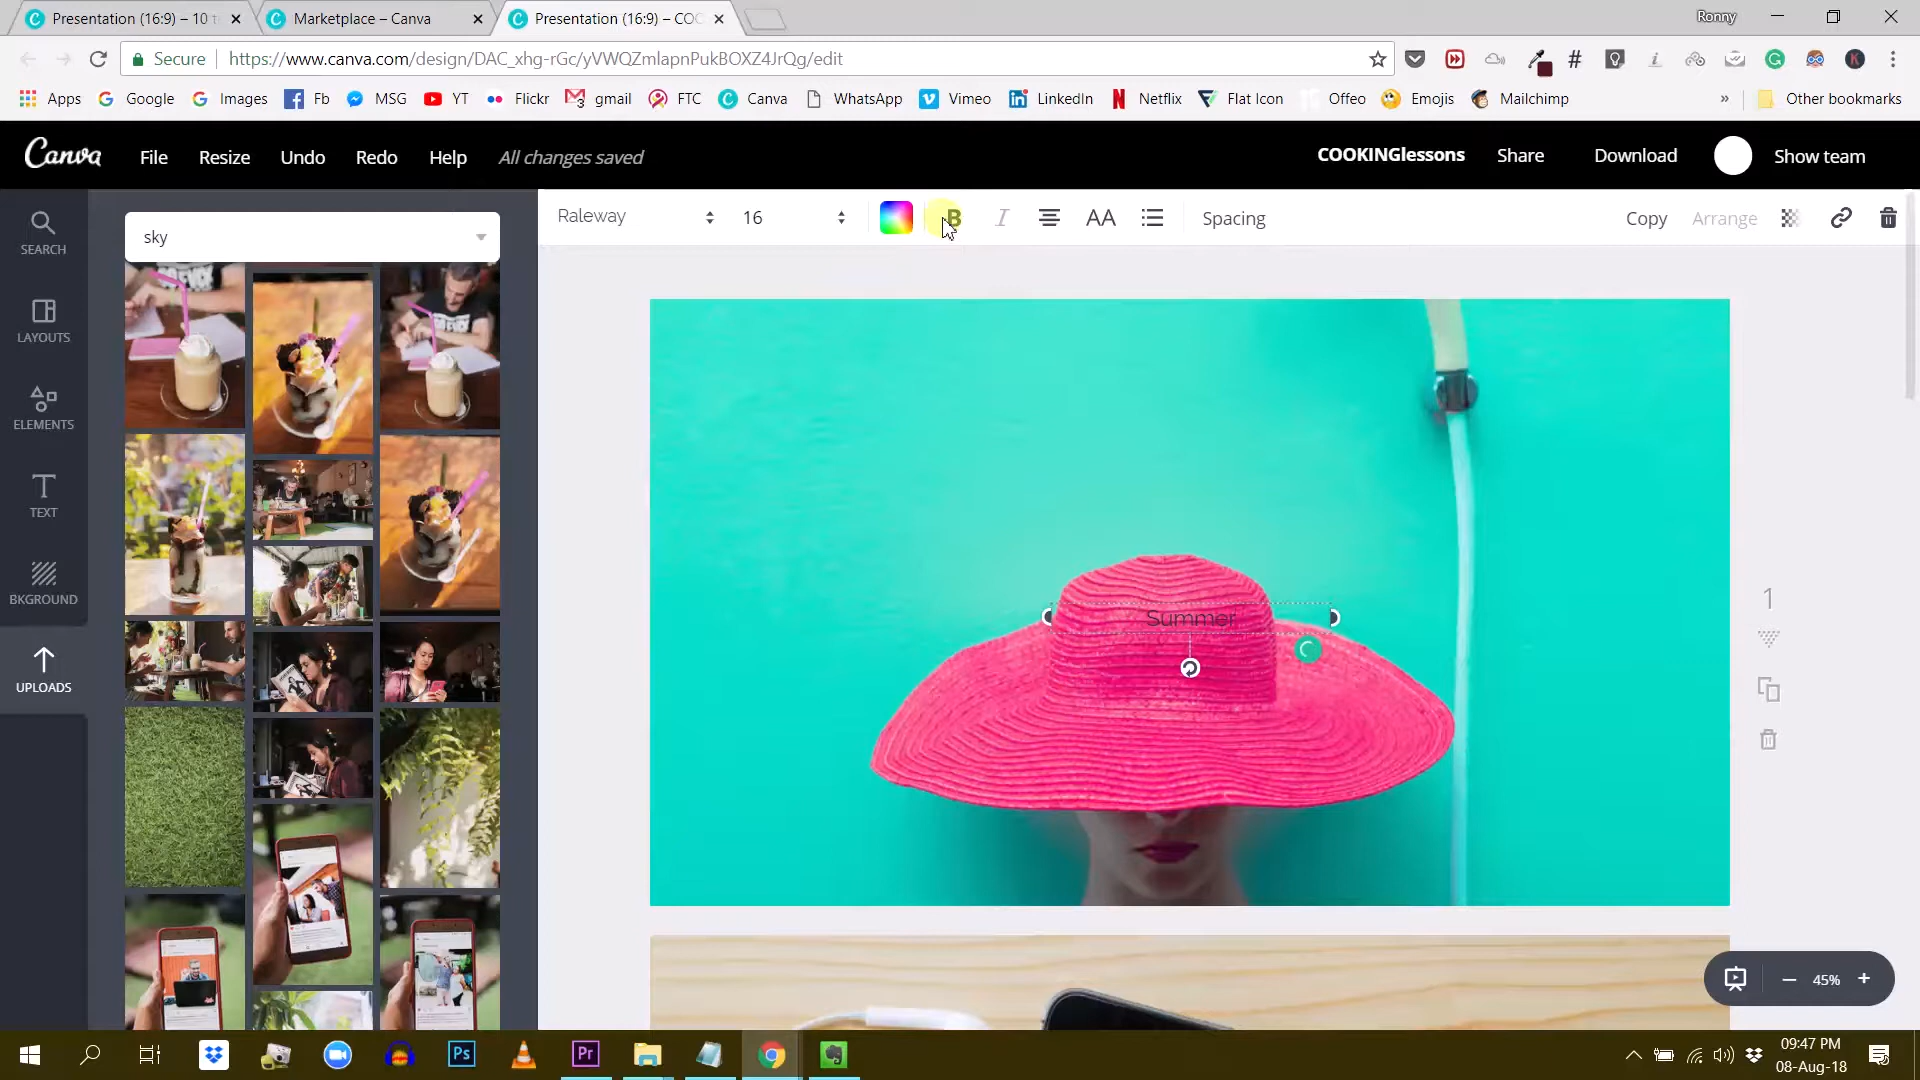 Presentation (16:9) – 10 t
Marketplace – Canva
Presentation (16:9) – COO
Ronny
Secure
https://www.canva.com/design/DAC_xhg-rGc/yVWQZmlapnPukBOXZ4JrQg/edit
Apps
Google
Images
Fb
MSG
YT
Flickr
gmail
FTC
Canva
WhatsApp
Vimeo
LinkedIn
Netflix
Flat Icon
Offeo
Emojis
Mailchimp
»
Other bookmarks
Canva
File
Resize
Undo
Redo
Help
All changes saved
COOKINGlessons
Share
Download
Show team
SEARCH
LAYOUTS
ELEMENTS
TEXT
BKGROUND
UPLOADS
sky
Raleway
16
B
I
AA
Spacing
Copy
Arrange
Summer
1
45%
Ps
Pr
09:47 PM
08-Aug-18